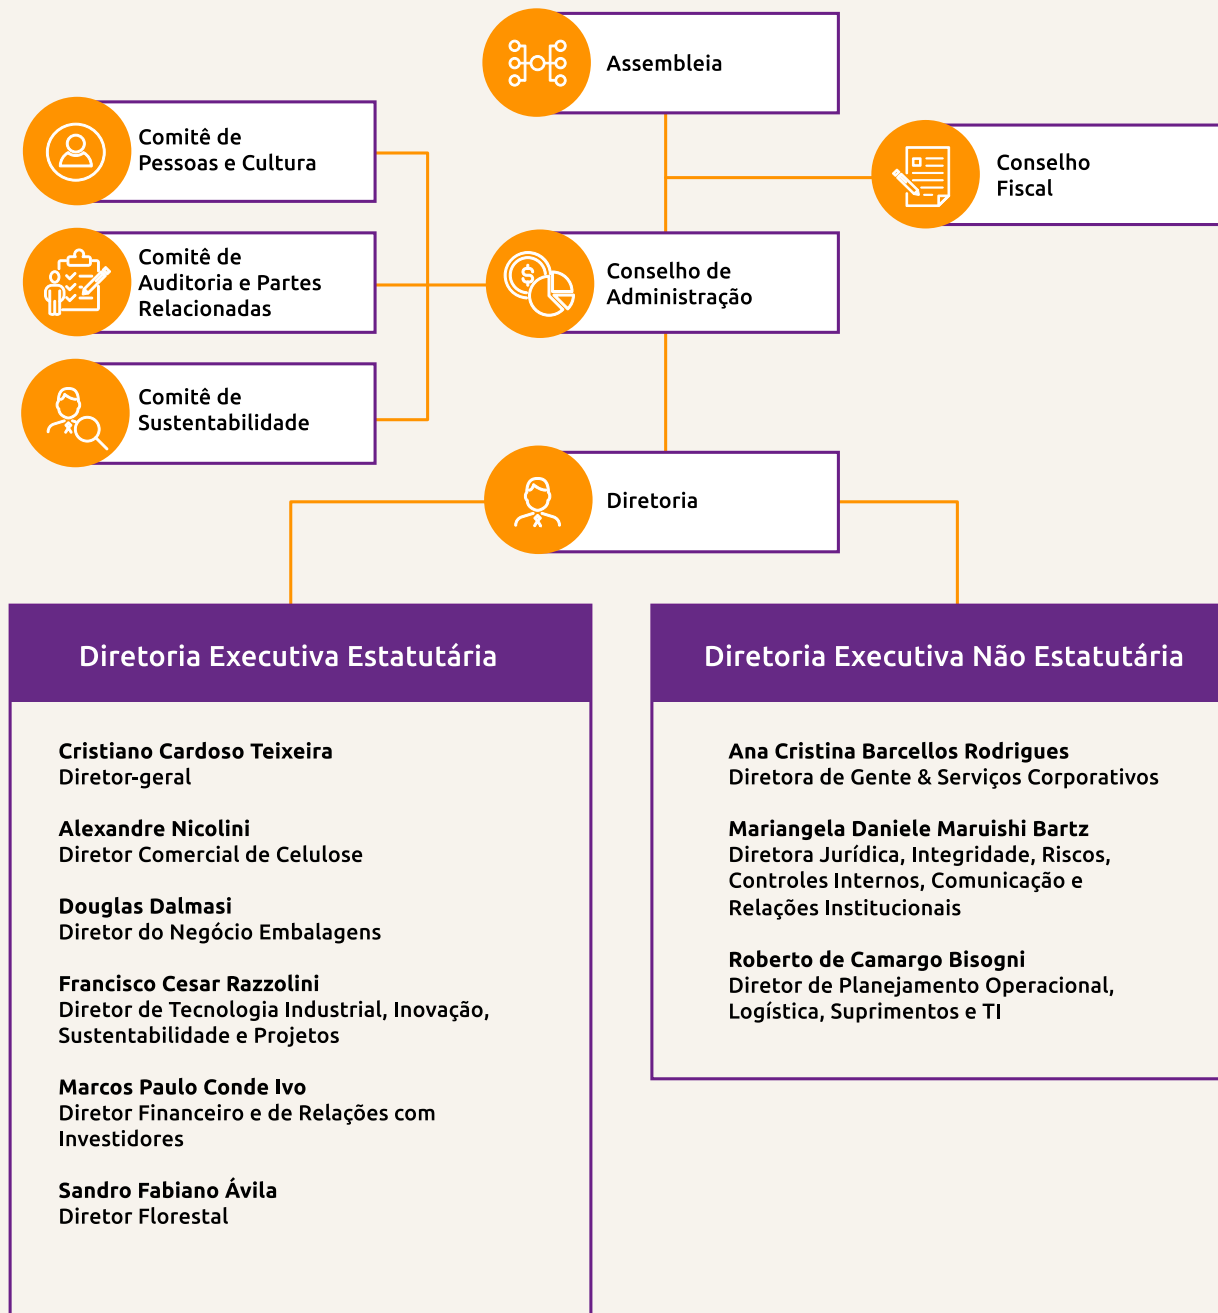 Assembleia
Comitê de
Pessoas e Cultura
Conselho
Fiscal
Comitê de
Auditoria e Partes
Relacionadas
Conselho de
Administração
Comitê de
Sustentabilidade
Diretoria
Diretoria Executiva Estatutária
Cristiano Cardoso Teixeira
Diretor-geral
Alexandre Nicolini
Diretor Comercial de Celulose
Douglas Dalmasi
Diretor do Negócio Embalagens
Francisco Cesar Razzolini
Diretor de Tecnologia Industrial, Inovação,
Sustentabilidade e Projetos
Marcos Paulo Conde Ivo
Diretor Financeiro e de Relações com
Investidores
Sandro Fabiano Ávila
Diretor Florestal
Diretoria Executiva Não Estatutária
Ana Cristina Barcellos Rodrigues
Diretora de Gente & Serviços Corporativos
Mariangela Daniele Maruishi Bartz
Diretora Jurídica, Integridade, Riscos,
Controles Internos, Comunicação e
Relações Institucionais
Roberto de Camargo Bisogni
Diretor de Planejamento Operacional,
Logística, Suprimentos e TI